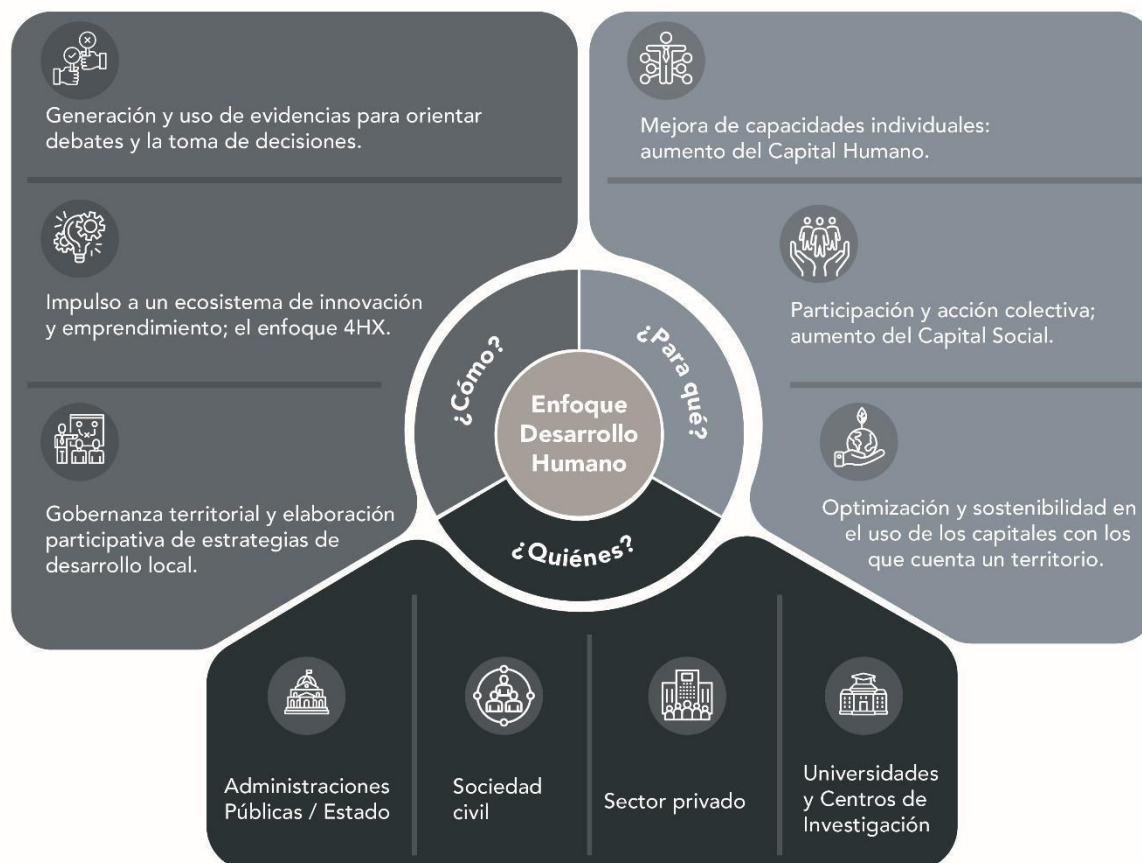 Generación y uso de evidencias para orientar
debates y la toma de decisiones.
Impulso a un ecosistema de innovación
y emprendimiento; el enfoque 4HX.
Gobernanza territorial y elaboración
participativa de estrategias de
desarrollo local.
Mejora de capacidades individuales:
aumento del Capital Humano.
Participación y acción colectiva;
aumento del Capital Social.
Optimización y sostenibilidad en
el uso de los capitales con los
que cuenta un territorio.
¿Cómo?
¿Para qué?
Enfoque
Desarrollo
Humano
¿Quiénes?
Administraciones
Públicas / Estado
Sociedad
civil
Sector privado
Universidades
y Centros de
Investigación